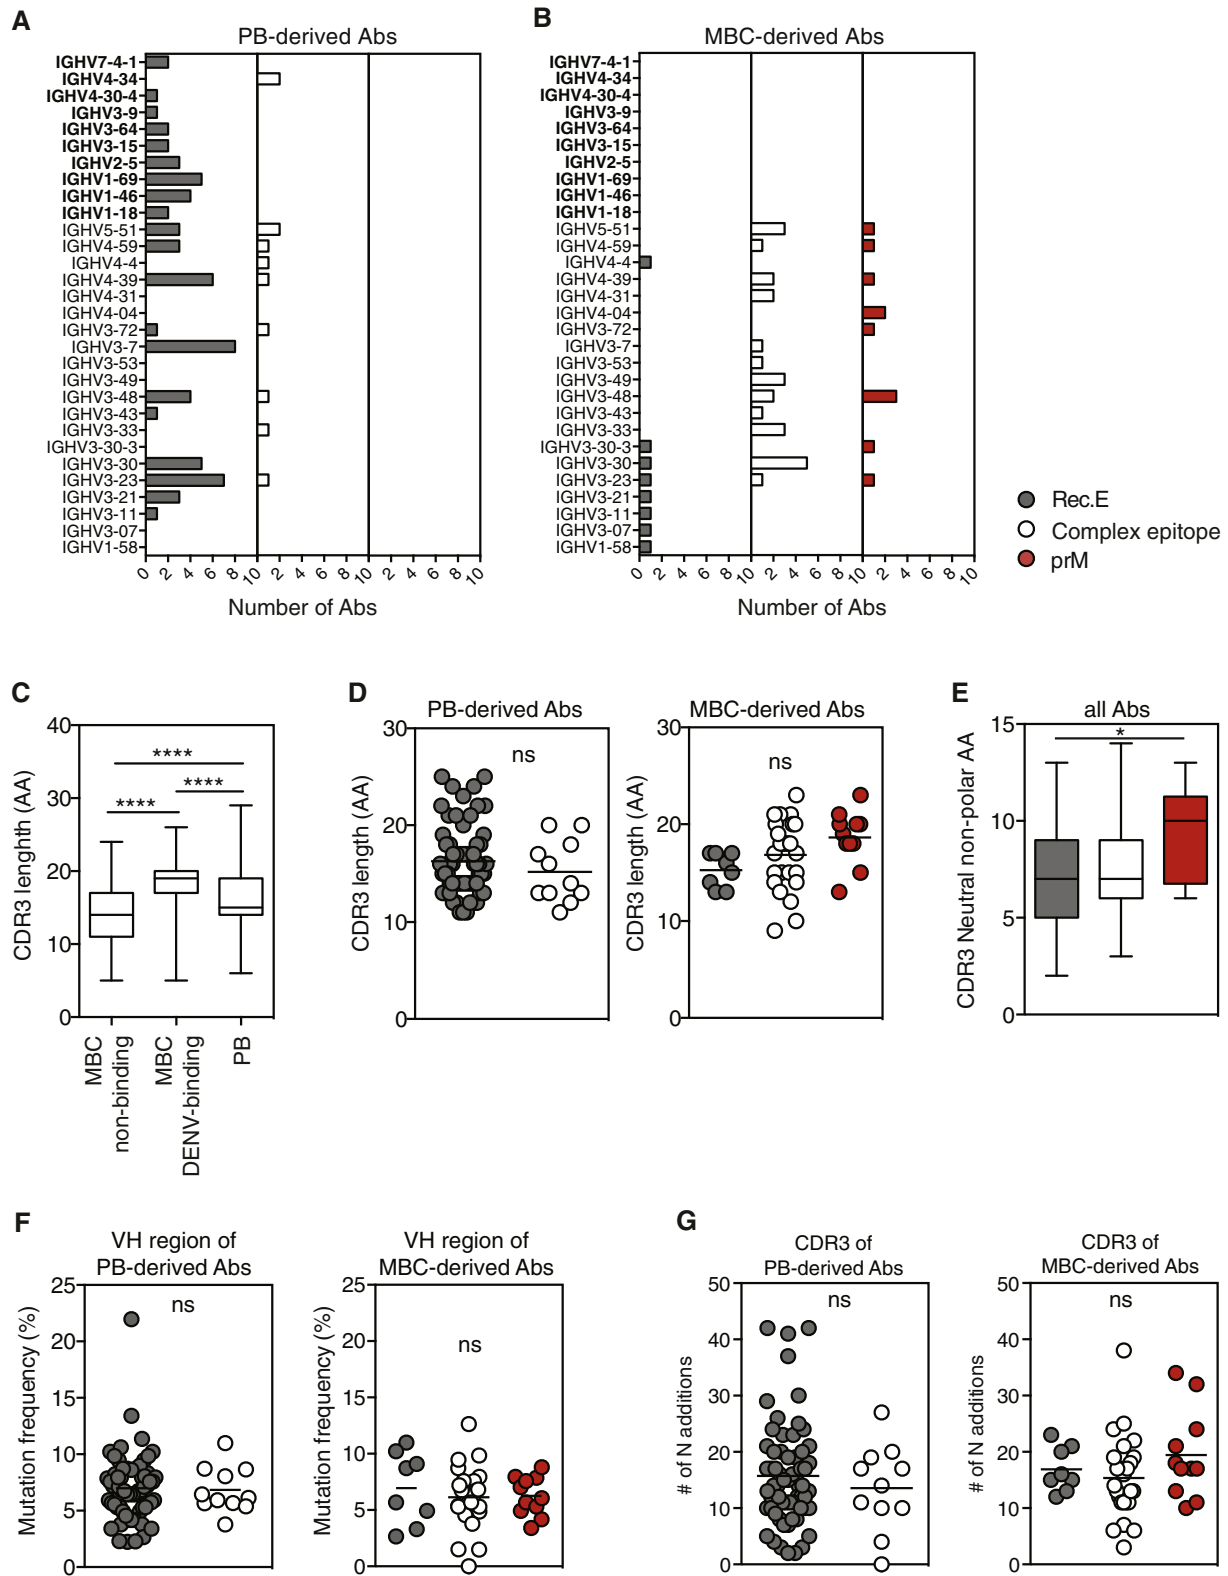 A
PB-derived Abs
IGHV7-4-1
IGHV4-34
IGHV4-30-4
IGHV3-9
IGHV3-64
IGHV3-15
IGHV2-5
IGHV1-69
IGHV1-46
IGHV1-18
IGHV5-51
IGHV4-59
IGHV4-4
IGHV4-39
IGHV4-31
IGHV4-04
IGHV3-72
IGHV3-7
IGHV3-53
IGHV3-49
IGHV3-48
IGHV3-43
IGHV3-33
IGHV3-30-3
IGHV3-30
IGHV3-23
IGHV3-21
IGHV3-11
IGHV3-07
IGHV1-58
0 2 4 6 8 10 2 4 6 8 10 2 4 6 8 10
Number of Abs
B
MBC-derived Abs
IGHV7-4-1
IGHV4-34
IGHV4-30-4
IGHV3-9
IGHV3-64
IGHV3-15
IGHV2-5
IGHV1-69
IGHV1-46
IGHV1-18
IGHV5-51
IGHV4-59
IGHV4-4
IGHV4-39
IGHV4-31
IGHV4-04
IGHV3-72
IGHV3-7
IGHV3-53
IGHV3-49
IGHV3-48
IGHV3-43
IGHV3-33
IGHV3-30-3
IGHV3-30
IGHV3-23
IGHV3-21
IGHV3-11
IGHV3-07
IGHV1-58
0 2 4 6 8 10 2 4 6 8 10 2 4 6 8 10
Number of Abs
Rec.E
Complex epitope
prM
C
CDR3 lenght (AA)
40
30
20
10
0
****
****
****
MBC
non-binding
MBC
DENV-binding
PB
D
PB-derived Abs
CDR3 length (AA)
30
20
10
0
ns
MBC-derived Abs
CDR3 length (AA)
30
20
10
0
ns
E
all Abs
CDR3 Neutral non-polar AA
15
10
5
0
*
F
VH region of
PB-derived Abs
Mutation frequency (%)
25
20
15
10
5
0
ns
VH region of
MBC-derived Abs
Mutation frequency (%)
25
20
15
10
5
0
ns
G
CDR3 of
PB-derived Abs
# of N additions
50
40
30
20
10
0
ns
CDR3 of
MBC-derived Abs
# of N additions
50
40
30
20
10
0
ns